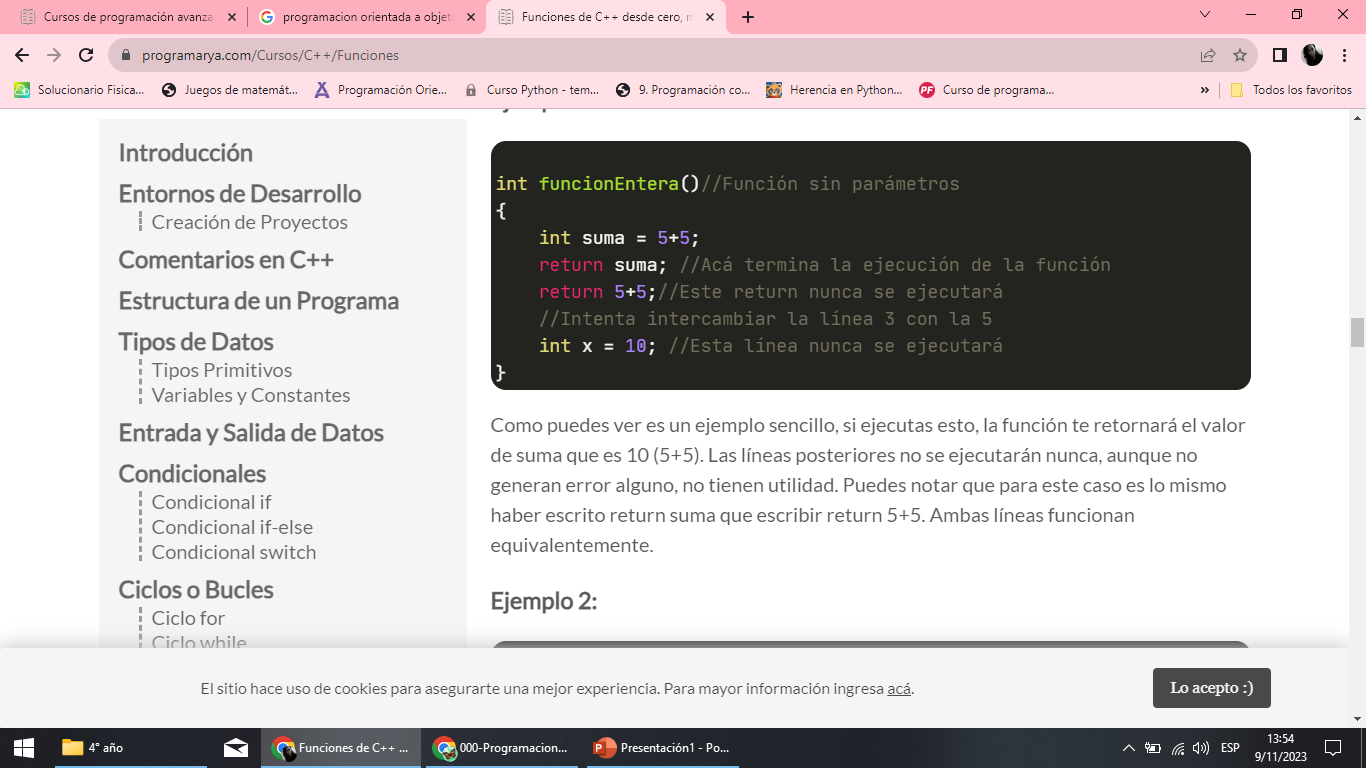 Cursos de programación avanza
programacion orientada a objet
Funciones de C++ desde cero, n
programarya.com/Cursos/C++/Funciones
Solucionario Fisica...
Juegos de matemát...
Programación Orie...
Curso Python - tem...
9. Programación co...
Herencia en Python...
Curso de programa...
»
Todos los favoritos
Introducción
Entornos de Desarrollo
Creación de Proyectos
Comentarios en C++
Estructura de un Programa
Tipos de Datos
Tipos Primitivos
Variables y Constantes
Entrada y Salida de Datos
Condicionales
Condicional if
Condicional if-else
Condicional switch
Ciclos o Bucles
Ciclo for
Ciclo while
int funcionEntera()//Función sin parámetros
{
int suma = 5+5;
return suma; //Acá termina la ejecución de la función
return 5+5;//Este return nunca se ejecutará
//Intenta intercambiar la línea 3 con la 5
int x = 10; //Esta línea nunca se ejecutará
}
Como puedes ver es un ejemplo sencillo, si ejecutas esto, la función te retornará el valor
de suma que es 10 (5+5). Las líneas posteriores no se ejecutarán nunca, aunque no
generan error alguno, no tienen utilidad. Puedes notar que para este caso es lo mismo
haber escrito return suma que escribir return 5+5. Ambas líneas funcionan
equivalentemente.
Ejemplo 2:
El sitio hace uso de cookies para asegurarte una mejor experiencia. Para mayor información ingresa acá.
Lo acepto :)
4° año
Funciones de C++ ...
000-Programacion...
Presentación1 - Po...
ESP
13:54
9/11/2023